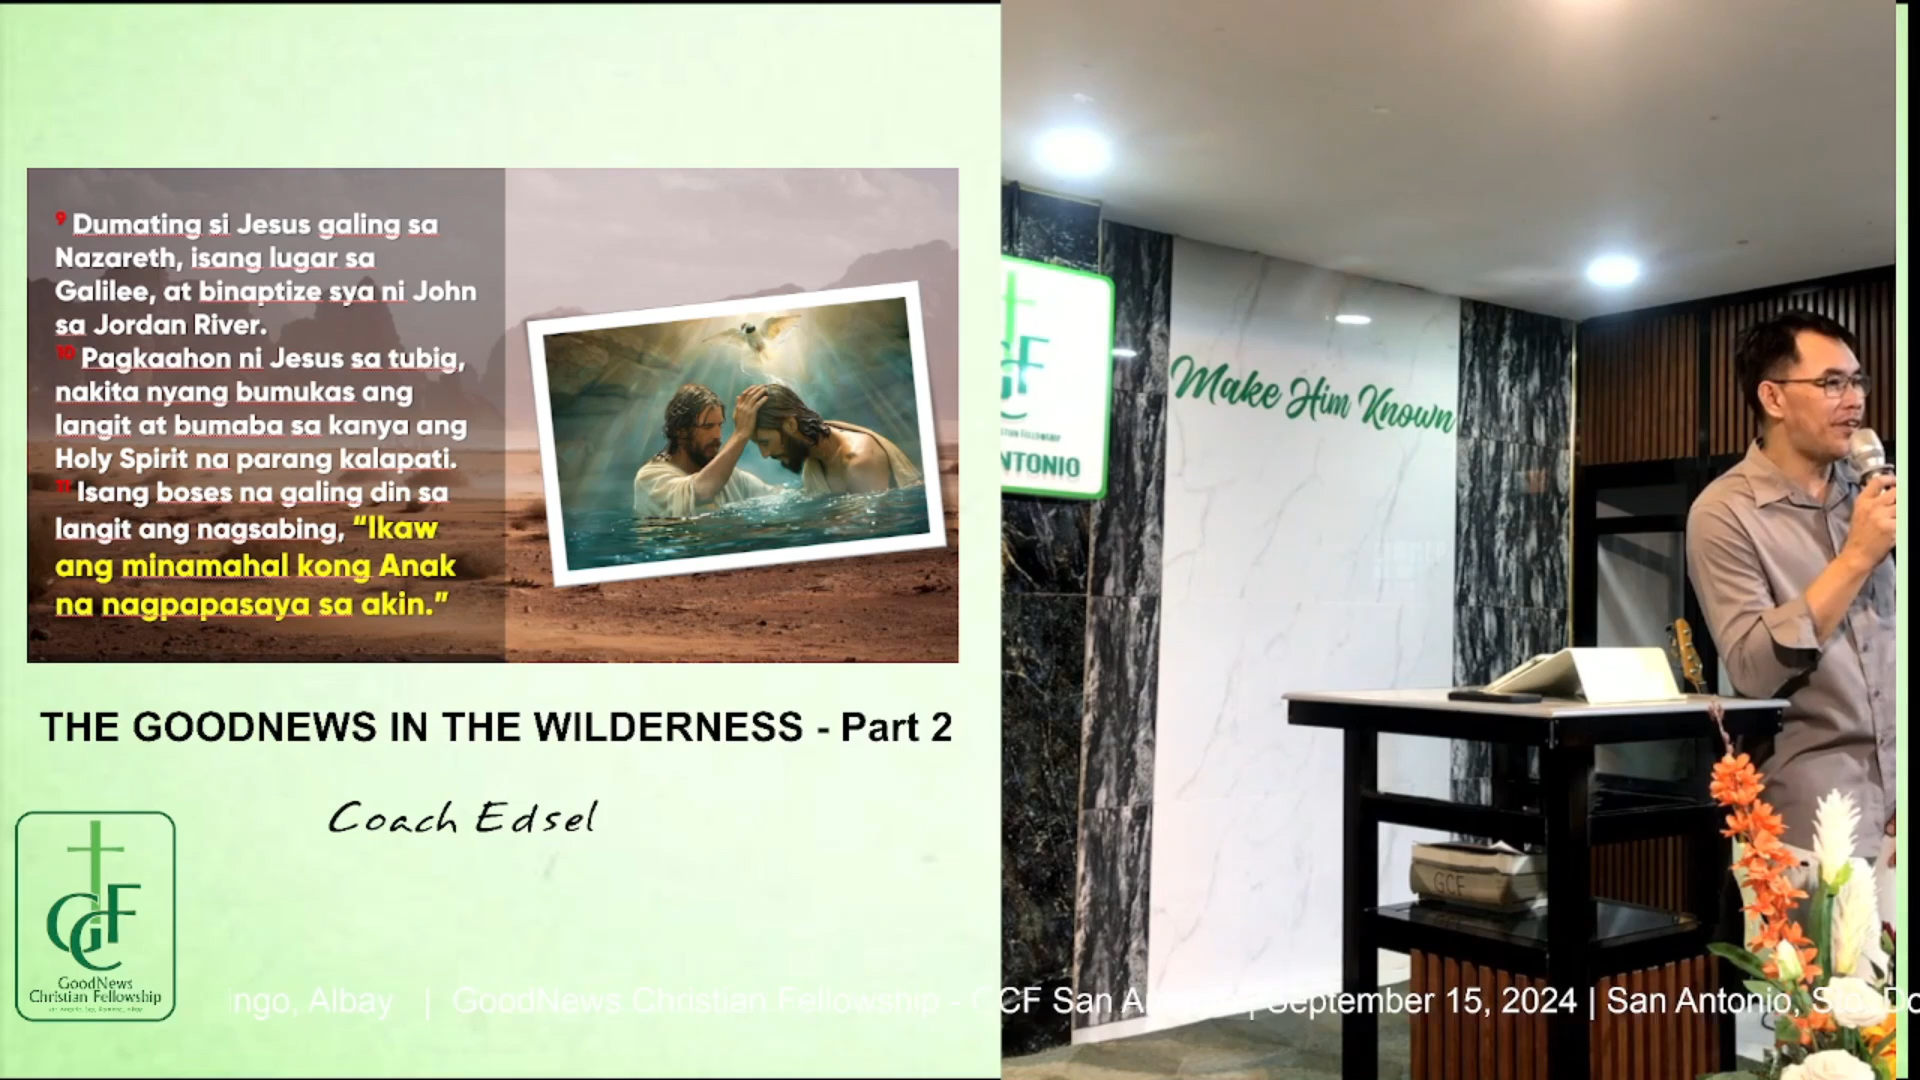 9 Dumating si Jesus galing sa
Nazareth, isang lugar sa
Galilee, at binaptize sya ni John
sa Jordan River.
10 Pagkaahon ni Jesus sa tubig,
nakita nyang bumukas ang
langit at bumaba sa kanya ang
Holy Spirit na parang kalapati.
11 Isang boses na galing din sa
langit ang nagsabing, “Ikaw
ang minamahal kong Anak
na nagpapasaya sa akin.”
THE GOODNEWS IN THE WILDERNESS - Part 2
Coach Edsel
GCF
GoodNews
Christian Fellowship
ngo, Albay | GoodNews Christian Fellowship - GCF San A | September 15, 2024 | San Antonio, Sto. Do
Make Him Known
NTONIO
GCF